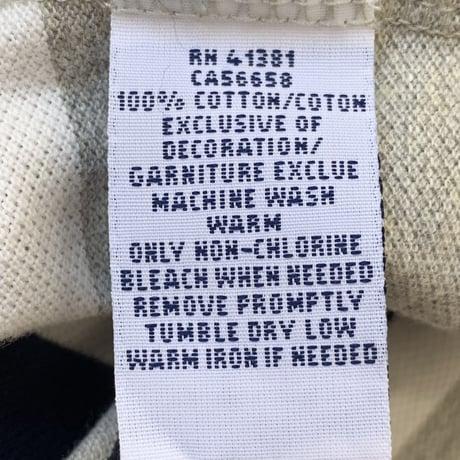 RN 41381
CA56658
100% COTTON/COTON
EXCLUSIVE OF
DECORATION/
GARNITURE EXCLUE
MACHINE WASH
WARM
ONLY NON-CHLORINE
BLEACH WHEN NEEDED
REMOVE PROMPTLY
TUMBLE DRY LOW
WARM IRON IF NEEDED